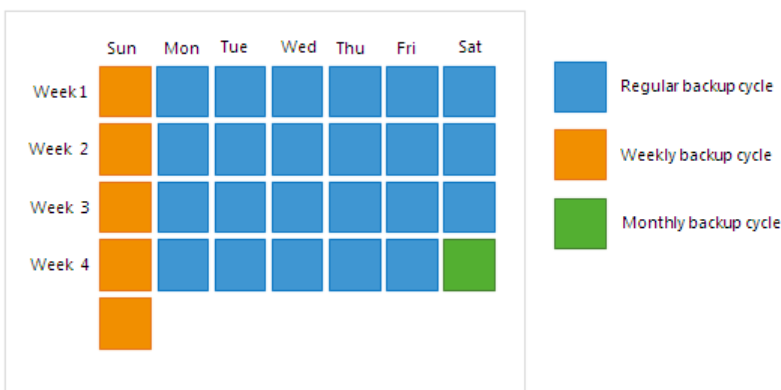 Sun Mon Tue Wed Thu Fri Sat
Week 1
Week 2
Week 3
Week 4
Regular backup cycle
Weekly backup cycle
Monthly backup cycle